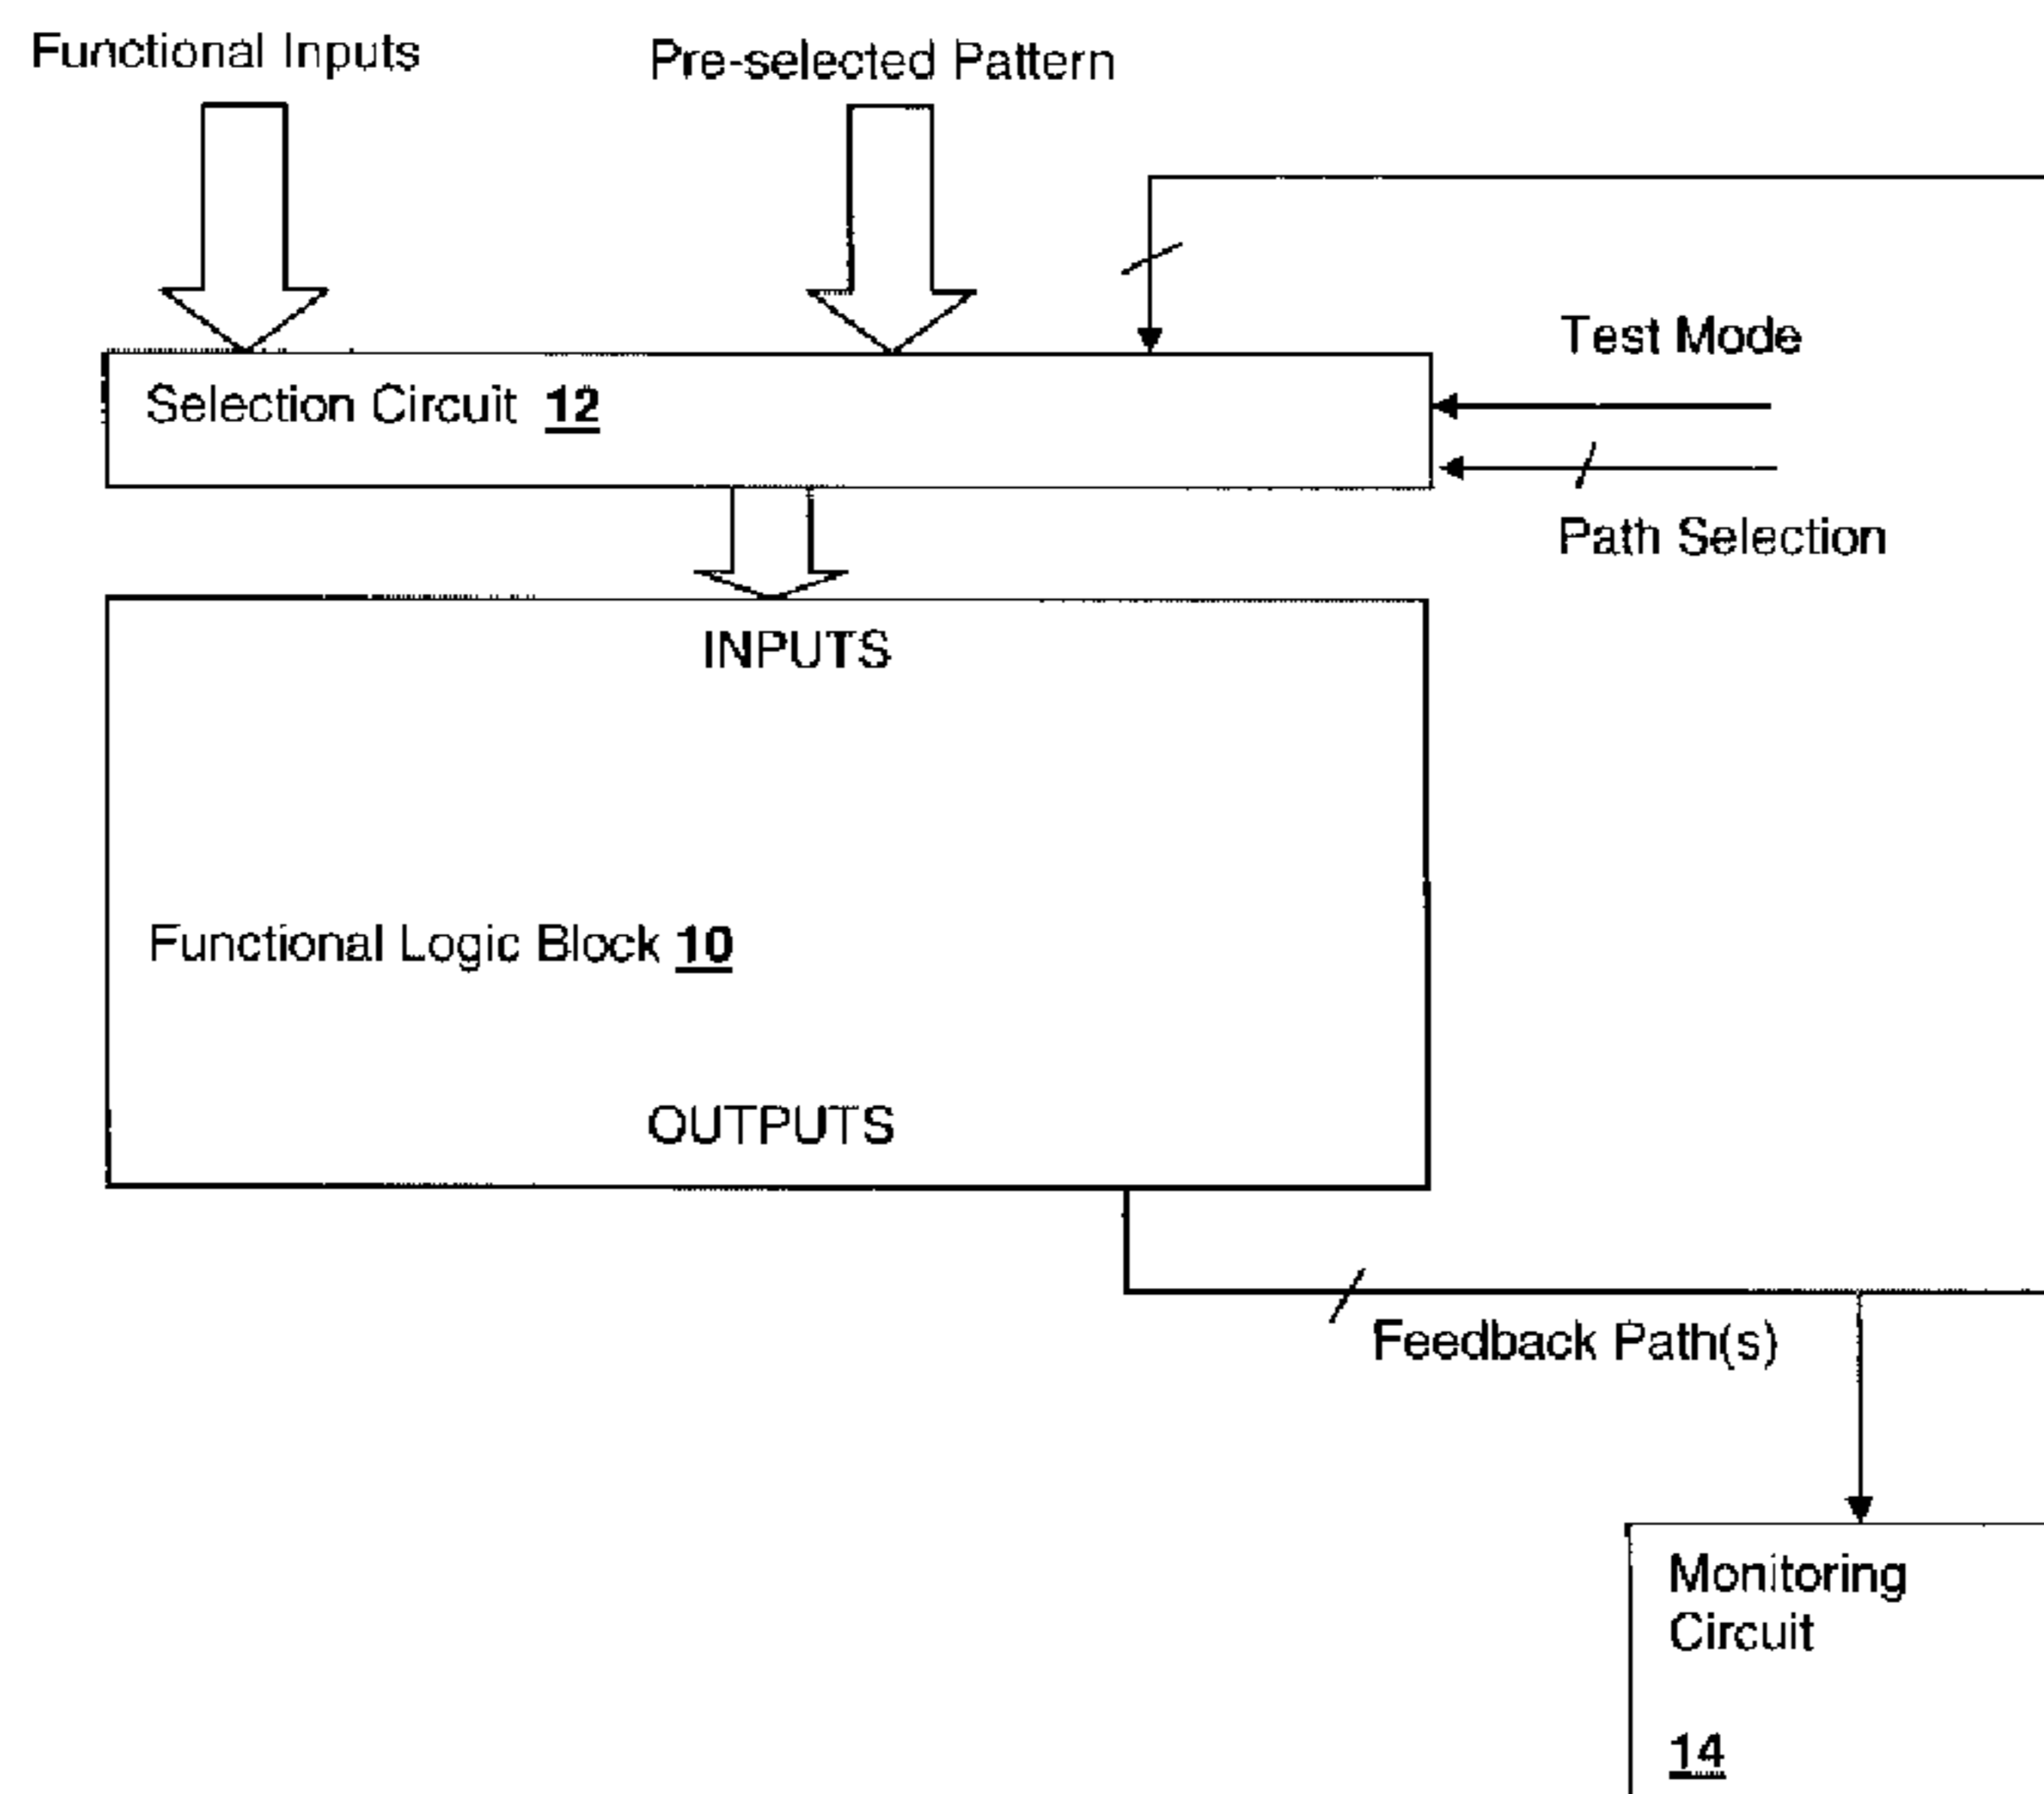 Functional Inputs
Pre-selected Pattern
Test Mode
Selection Circuit 12
Path Selection
INPUTS
Functional Logic Block 10
OUTPUTS
Feedback Path(s)
Monitoring
Circuit
14